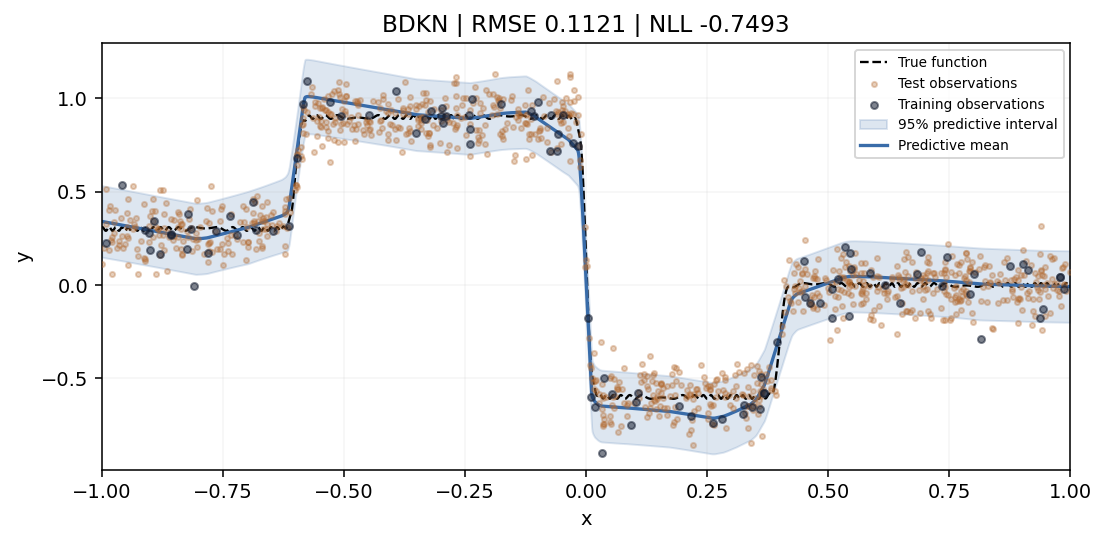 BDKN | RMSE 0.1121 | NLL -0.7493
True function
Test observations
Training observations
95% predictive interval
Predictive mean
y
1.0
0.5
0.0
−0.5
−1.00
−0.75
−0.50
−0.25
0.00
0.25
0.50
0.75
1.00
x